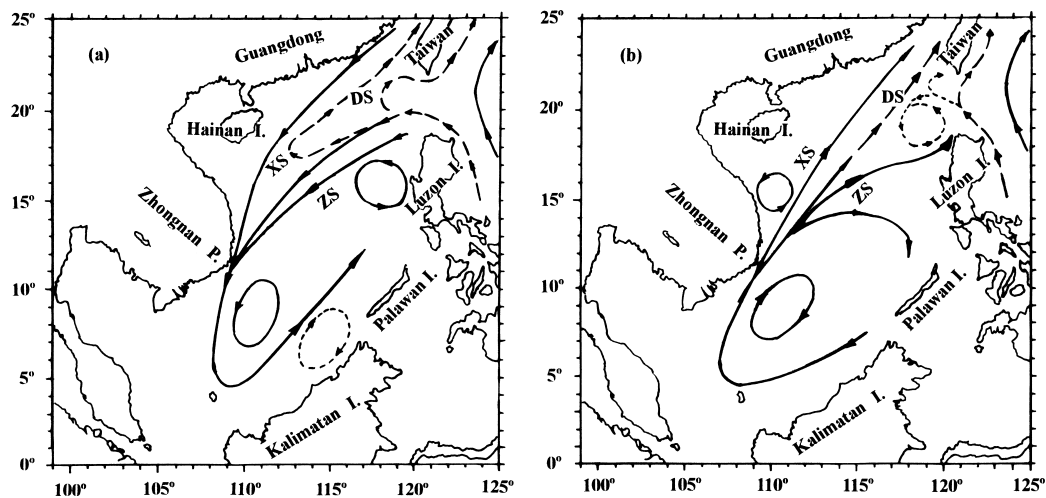 25°
20°
15°
10°
5°
0°
100°
105°
110°
115°
120°
125°
(a)
Guangdong
Taiwan
DS
Hainan I.
XS
ZS
Luzon I.
Zhongnan P.
Palawan I.
Kalimatan I.
25°
20°
15°
10°
5°
0°
100°
105°
110°
115°
120°
125°
(b)
Guangdong
Taiwan
DS
Hainan I.
XS
ZS
Luzon I.
Zhongnan P.
Palawan I.
Kalimatan I.